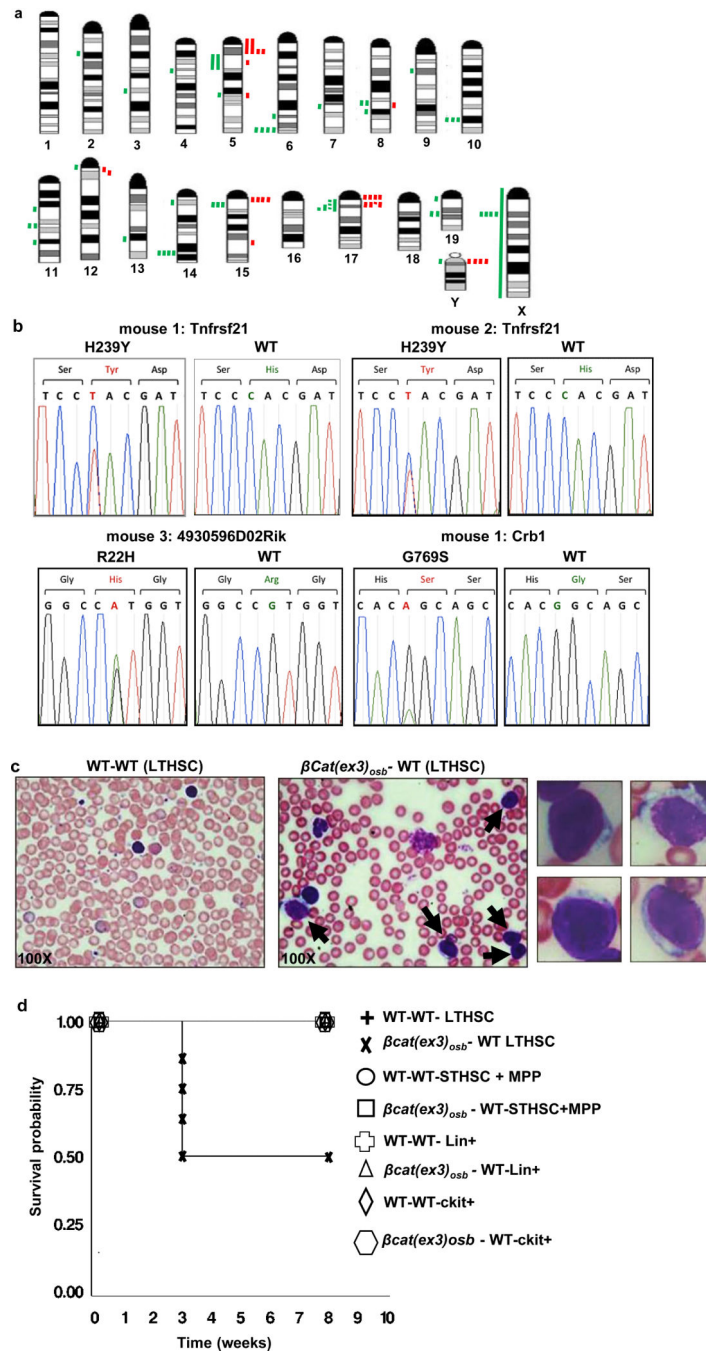 a
1 2 3 4 5 6 7 8 9 10
11 12 13 14 15 16 17 18 19
Y X
b
mouse 1: Tnfrsf21 mouse 2: Tnfrsf21
H239Y WT H239Y WT
Ser Tyr Asp Ser His Asp Ser Tyr Asp Ser His Asp
T C C T A C G A T T C C C A C G A T T C C T A C G A T T C C C A C G A T
mouse 3: 4930596D02Rik mouse 1: Crb1
R22H WT G769S WT
Gly His Gly Gly Arg Gly His Ser Ser His Gly Ser
G G C C A T G G T G G C C G T G G T C A C A G C A G C C A C G G C A G C
c
WT-WT (LTHSC) βCat(ex3)osb- WT (LTHSC)
100X 100X
d
1.00
0.75
0.50
0.25
0.00
Survival probability
0 1 2 3 4 5 6 7 8 9 10
Time (weeks)
WT-WT- LTHSC
βcat(ex3)osb- WT LTHSC
WT-WT-STHSC + MPP
βcat(ex3)osb - WT-STHSC+MPP
WT-WT- Lin+
βcat(ex3)osb - WT-Lin+
WT-WT-ckit+
βcat(ex3)osb - WT-ckit+